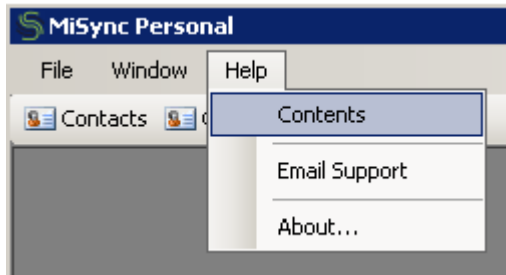 MiSync Personal
File Window Help
Contacts
Contents
Email Support
About...